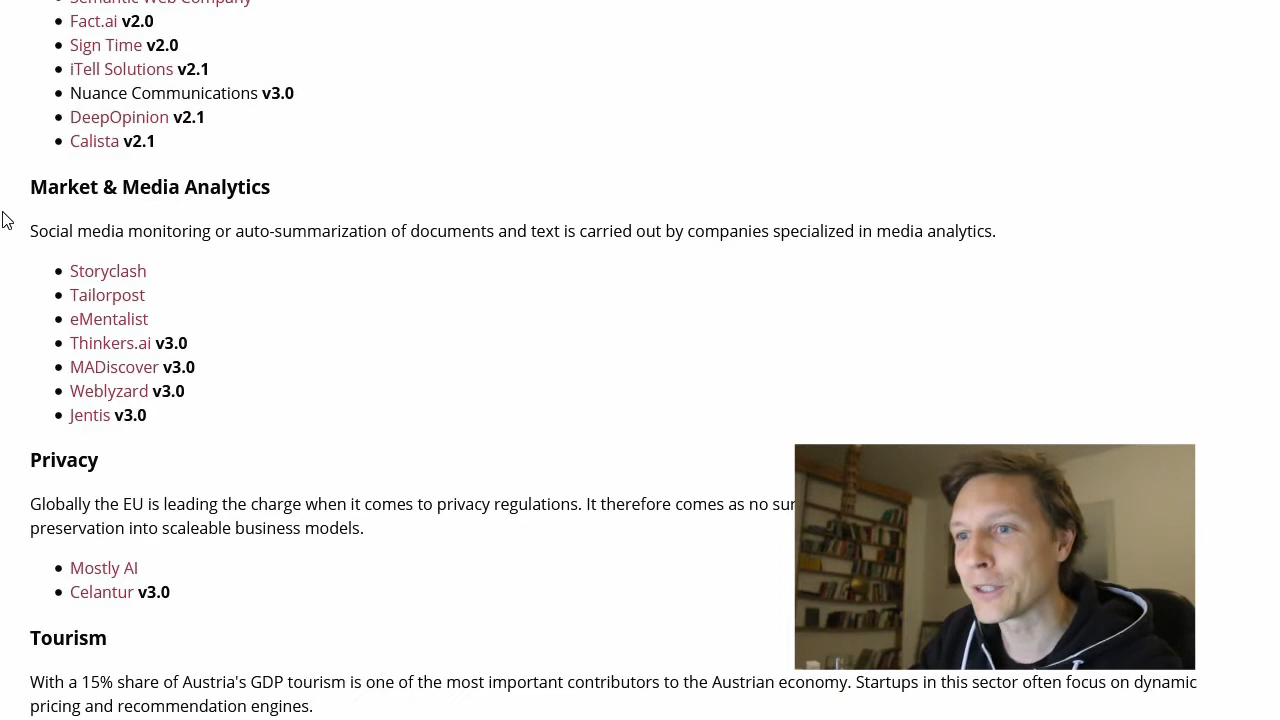 Semantic Web Company
Fact.ai v2.0
Sign Time v2.0
iTell Solutions v2.1
Nuance Communications v3.0
DeepOpinion v2.1
Calista v2.1
Market & Media Analytics
Social media monitoring or auto-summarization of documents and text is carried out by companies specialized in media analytics.
Storyclash
Tailorpost
eMentalist
Thinkers.ai v3.0
MADiscover v3.0
Weblyzard v3.0
Jentis v3.0
Privacy
Globally the EU is leading the charge when it comes to privacy regulations. It therefore comes as no
preservation into scaleable business models.
Mostly AI
Celantur v3.0
Tourism
With a 15% share of Austria's GDP tourism is one of the most important contributors to the Austrian economy. Startups in this sector often focus on dynamic
pricing and recommendation engines.